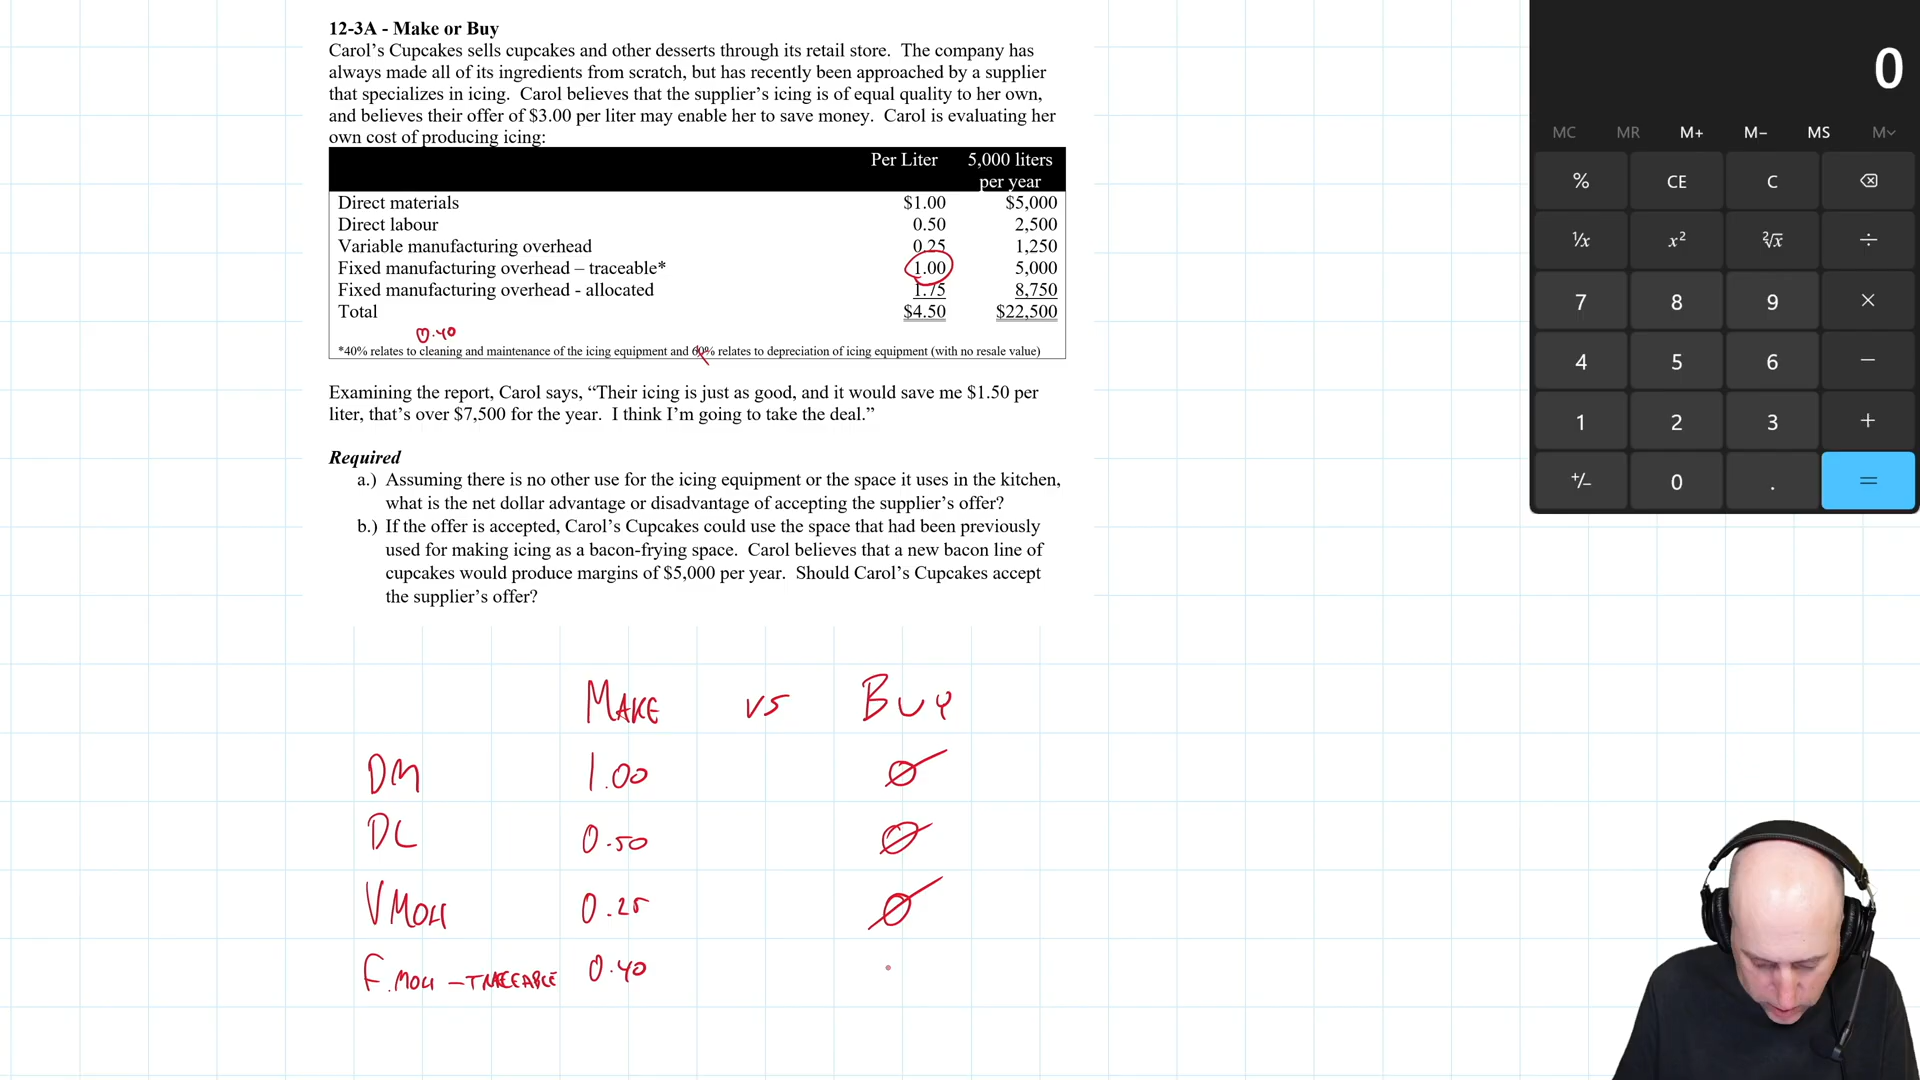 12-3A - Make or Buy
Carol's Cupcakes sells cupcakes and other desserts through its retail store. The company has
always made all of its ingredients from scratch, but has recently been approached by a supplier
that specializes in icing. Carol believes that the supplier's icing is of equal quality to her own,
and believes their offer of $3.00 per liter may enable her to save money. Carol is evaluating her
own cost of producing icing:
Per Liter 5,000 liters
per year
Direct materials $1.00 $5,000
Direct labour 0.50 2,500
Variable manufacturing overhead 0.25 1,250
Fixed manufacturing overhead – traceable* 1.00 5,000
Fixed manufacturing overhead - allocated 1.75 8,750
Total $4.50 $22,500
0.40
*40% relates to cleaning and maintenance of the icing equipment and 60% relates to depreciation of icing equipment (with no resale value)
Examining the report, Carol says, “Their icing is just as good, and it would save me $1.50 per
liter, that's over $7,500 for the year. I think I'm going to take the deal.”
Required
a.) Assuming there is no other use for the icing equipment or the space it uses in the kitchen,
what is the net dollar advantage or disadvantage of accepting the supplier's offer?
b.) If the offer is accepted, Carol's Cupcakes could use the space that had been previously
used for making icing as a bacon-frying space. Carol believes that a new bacon line of
cupcakes would produce margins of $5,000 per year. Should Carol's Cupcakes accept
the supplier's offer?
MAKE VS BUY
DM 1.00 Ø
DL 0.50 Ø
VMOH 0.25 Ø
F.MOH - TRACEABLE 0.40
0
MC MR M+ M− MS M˅
% CE C ⌫
¹/x x² ²√x ÷
7 8 9 ×
4 5 6 −
1 2 3 +
+/− 0 . =